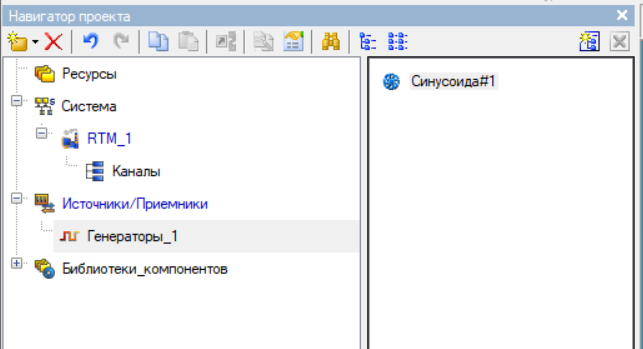 Навигатор проекта
Ресурсы
Система
RTM_1
Каналы
Источники/Приемники
Генераторы_1
Библиотеки_компонентов
Синусоида#1